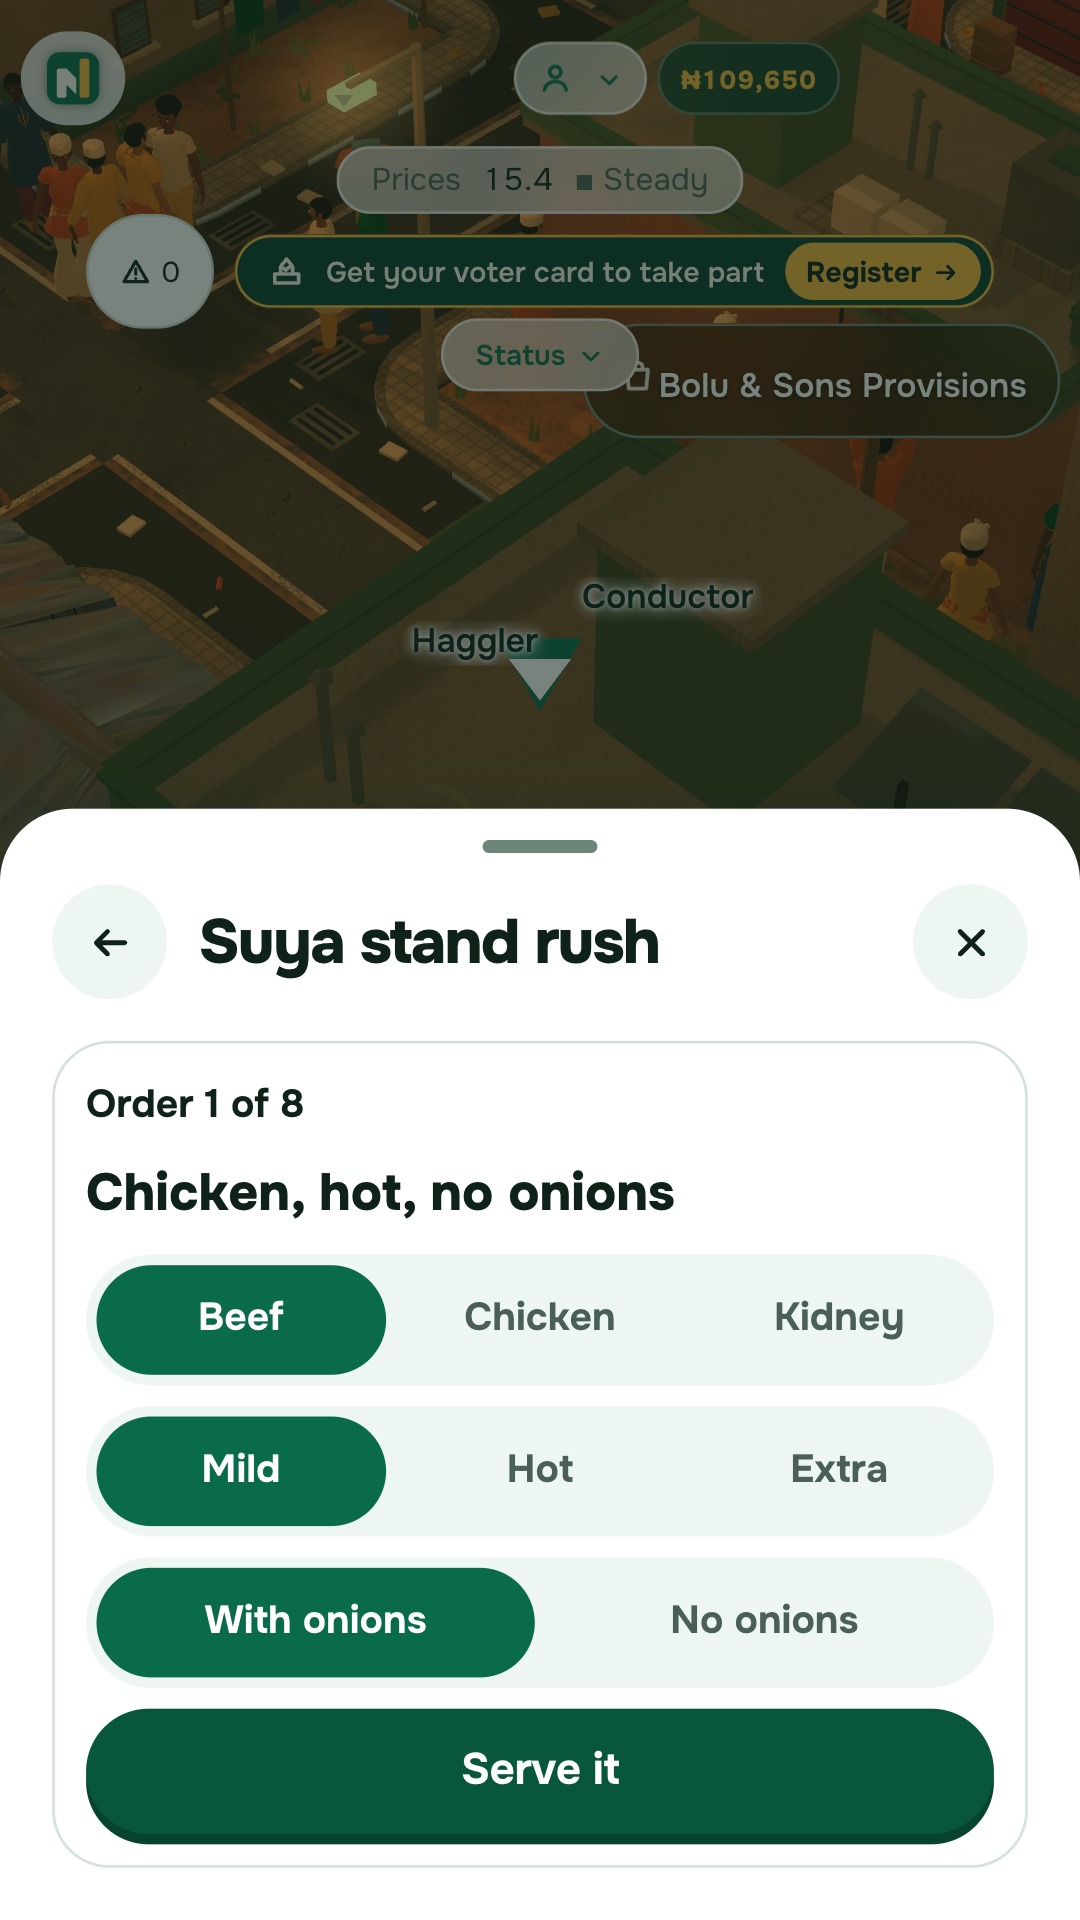 ₦109,650
Prices 15.4 Steady
0
Get your voter card to take part
Register →
Status
Bolu & Sons Provisions
Conductor
Haggler
Suya stand rush
Order 1 of 8
Chicken, hot, no onions
Beef Chicken Kidney
Mild Hot Extra
With onions No onions
Serve it